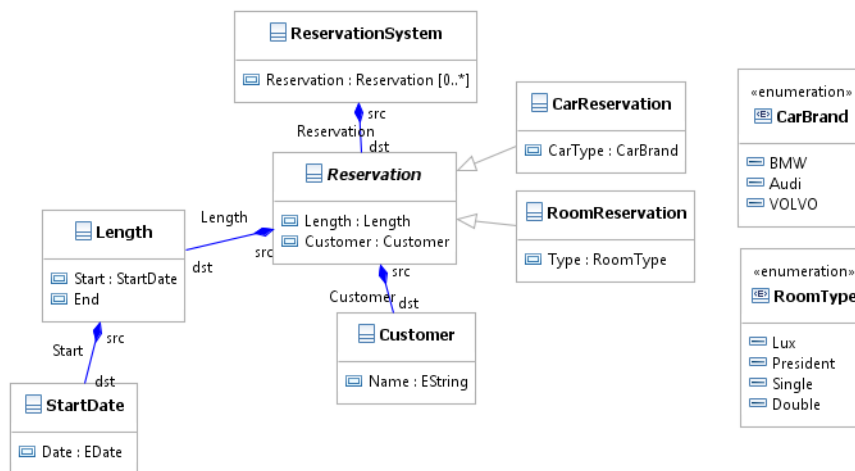 ReservationSystem
Reservation : Reservation [0..*]
src
Reservation
dst
Reservation
Length : Length
Customer : Customer
CarReservation
CarType : CarBrand
RoomReservation
Type : RoomType
«enumeration»
CarBrand
BMW
Audi
VOLVO
«enumeration»
RoomType
Lux
President
Single
Double
Length
src
dst
Length
Start : StartDate
End
src
Customer
dst
Customer
Name : EString
src
Start
dst
StartDate
Date : EDate